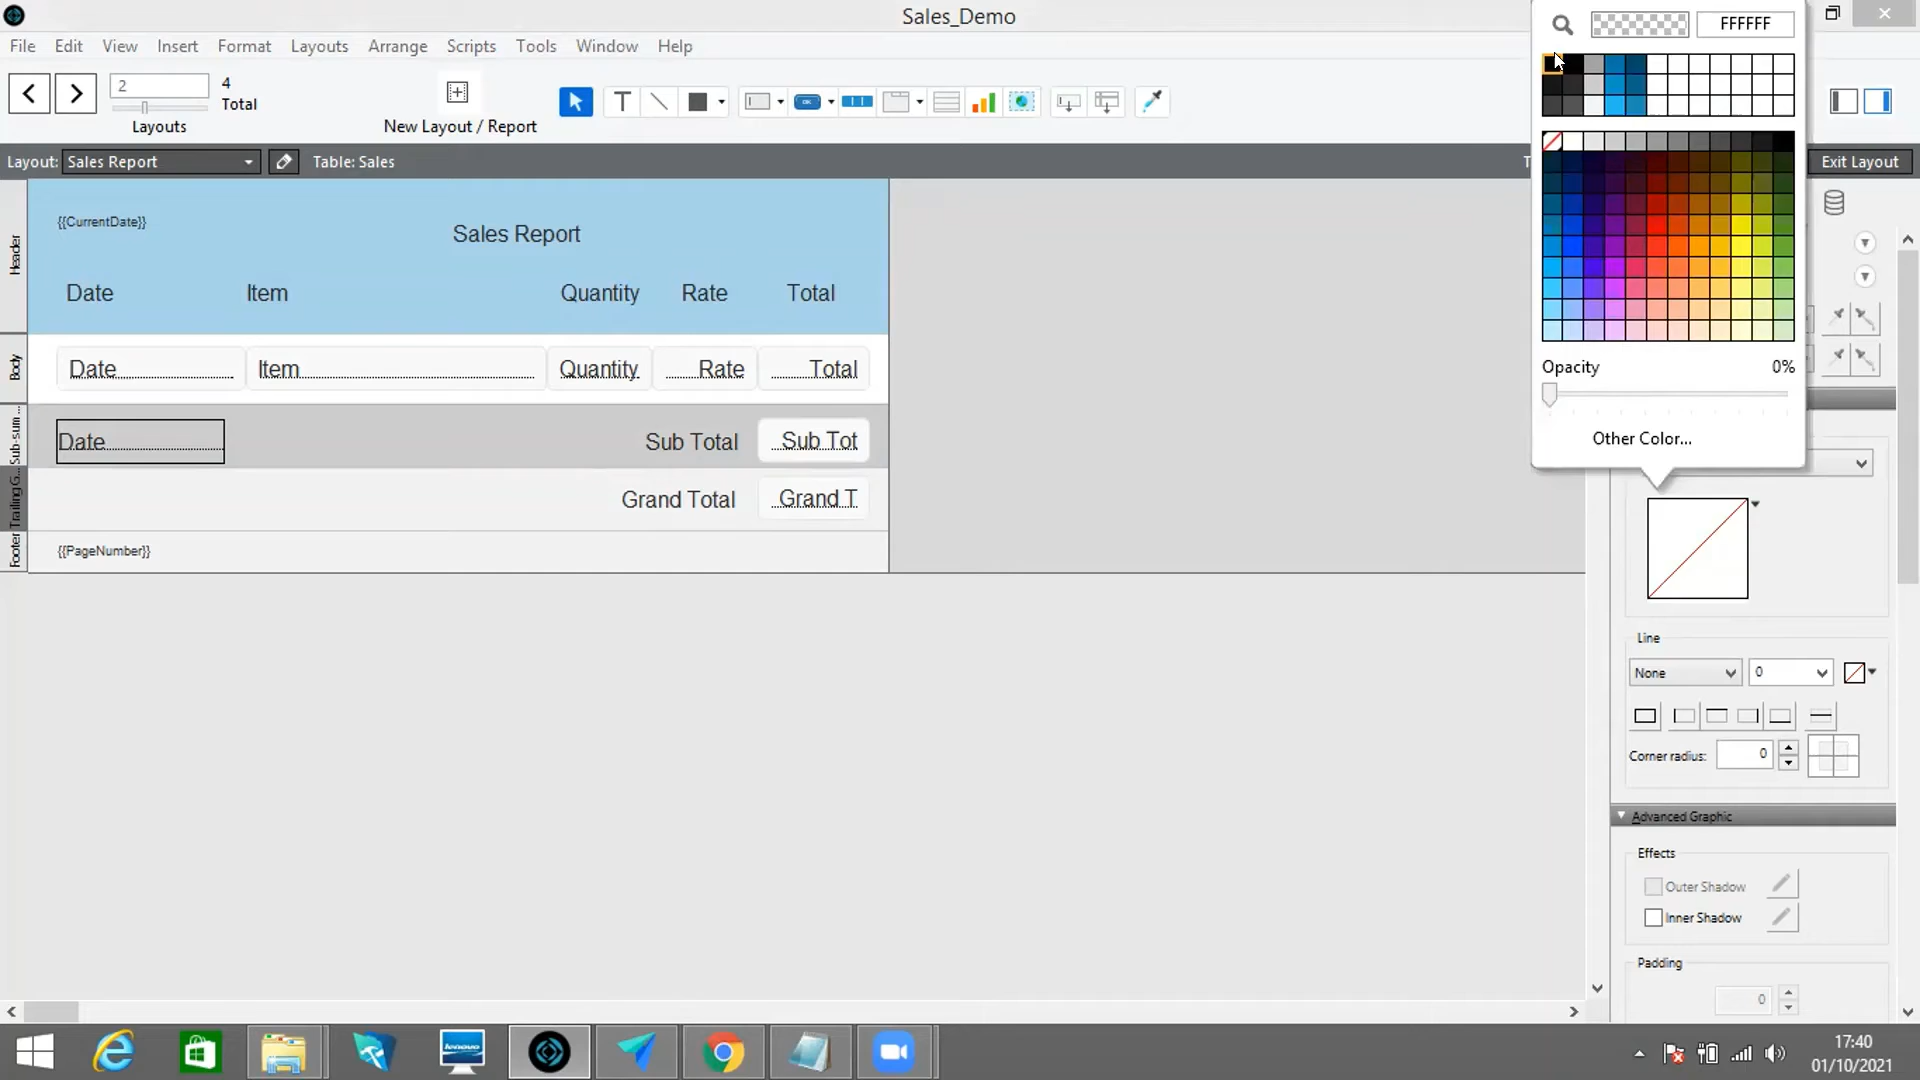 Sales_Demo
FFFFFF
File Edit View Insert Format Layouts Arrange Scripts Tools Window Help
2
4
Total
Layouts
New Layout / Report
Layout: Sales Report
Table: Sales
Exit Layout
Header
{{CurrentDate}}
Sales Report
Date Item Quantity Rate Total
Body
Date Item Quantity Rate Total
Sub-sum...
Date Sub Total Sub Tot
Trailing G...
Grand Total Grand T
Footer
{{PageNumber}}
Opacity 0%
Other Color...
Line
None 0
Corner radius: 0
Advanced Graphic
Effects
Outer Shadow
Inner Shadow
Padding
0
lenovo
17:40
01/10/2021